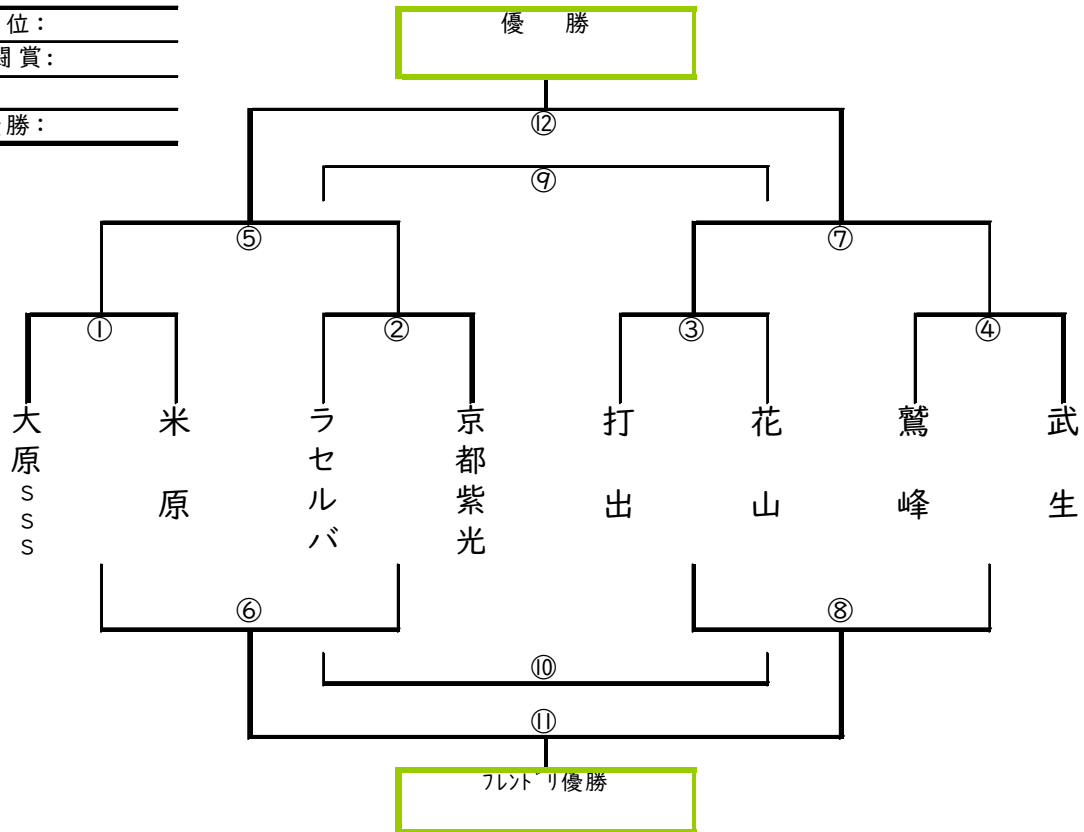 位：
闘 賞：
勝：
優　勝
⑫
⑨
⑤
⑦
①
②
③
④
大原ＳＳＳ
米原
ラセルバ
京都紫光
打出
花山
鷲峰
武生
⑥
⑧
⑩
⑪
ﾌﾚﾝﾄﾞﾘ優勝